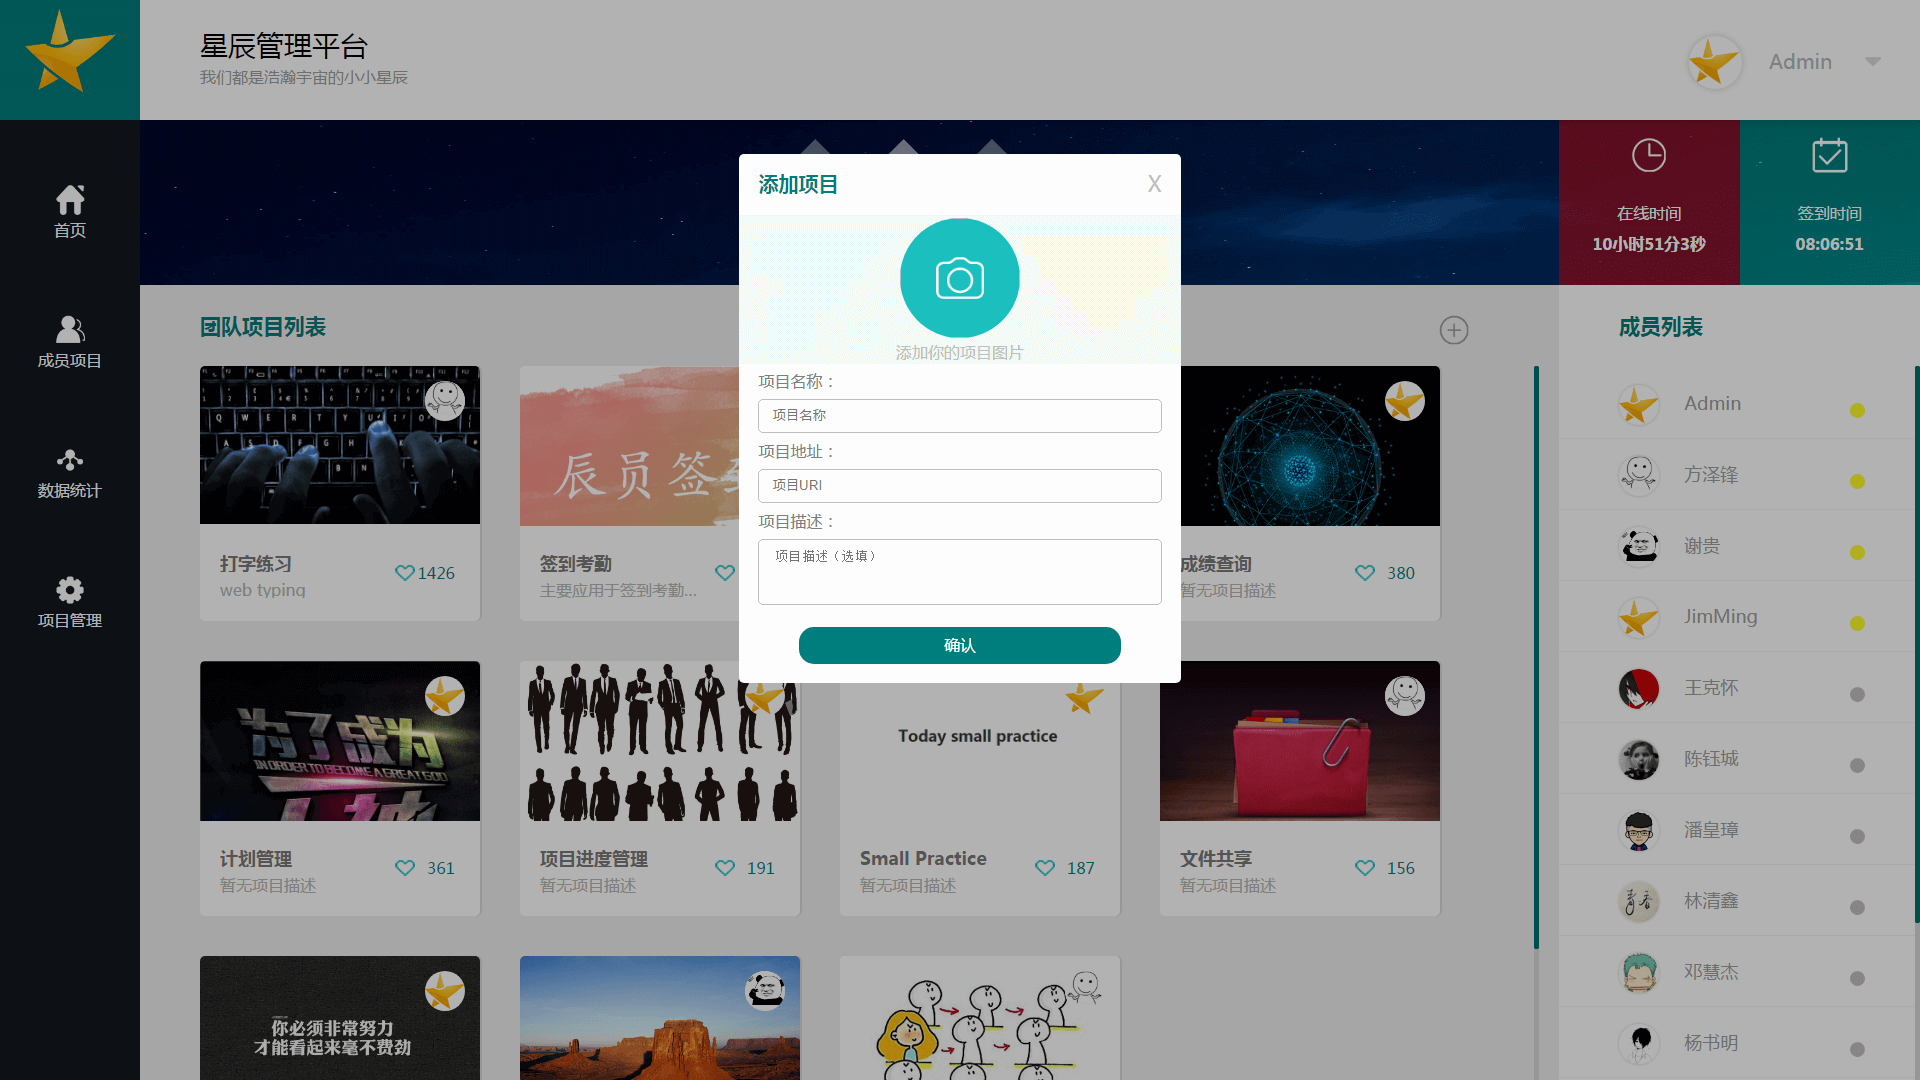 星辰管理平台
我们都是浩瀚宇宙的小小星辰
Admin
首页
成员项目
数据统计
项目管理
在线时间
10小时51分3秒
签到时间
08:06:51
添加项目
X
添加你的项目图片
项目名称：
项目名称
项目地址：
项目URl
项目描述：
项目描述（选填）
确认
团队项目列表
打字练习
web typing
1426
辰员签到
签到考勤
主要应用于签到考勤...
成绩查询
暂无项目描述
380
为了成为
IN ORDER TO BECOME A GREAT GOD
计划管理
暂无项目描述
361
项目进度管理
暂无项目描述
191
Today small practice
Small Practice
暂无项目描述
187
文件共享
暂无项目描述
156
你必须非常努力
才能看起来毫不费劲
成员列表
Admin
方泽锋
谢贵
JimMing
王克怀
陈钰城
潘皇璋
林清鑫
邓慧杰
杨书明